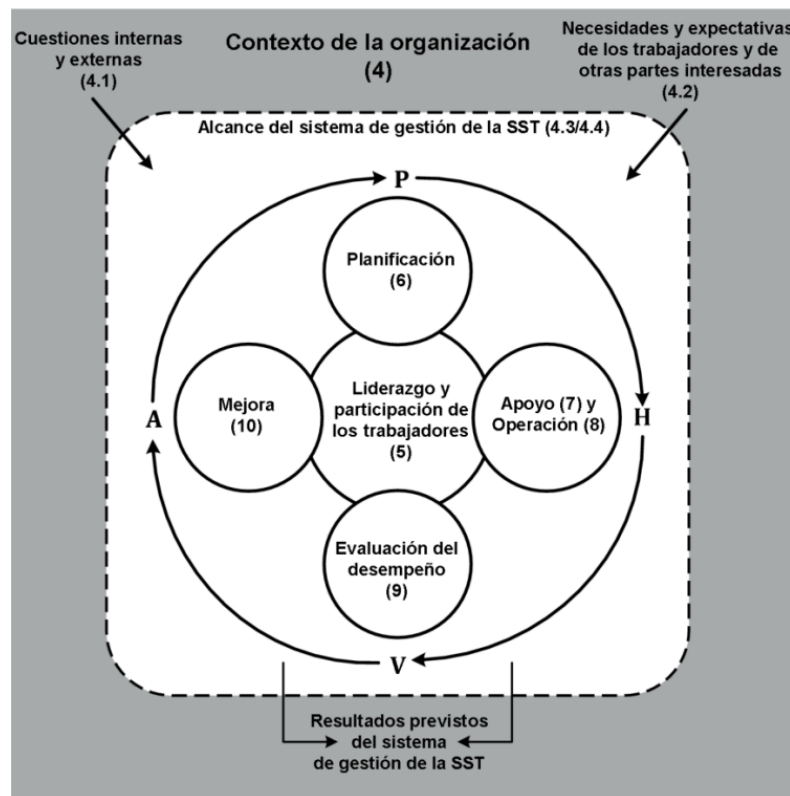 Cuestiones internas
y externas
(4.1)
Contexto de la organización
(4)
Necesidades y expectativas
de los trabajadores y de
otras partes interesadas
(4.2)
Alcance del sistema de gestión de la SST (4.3/4.4)
P
Planificación
(6)
A
Mejora
(10)
Liderazgo y
participación de
los trabajadores
(5)
Apoyo (7) y
Operación (8)
H
Evaluación del
desempeño
(9)
V
Resultados previstos
del sistema
de gestión de la SST